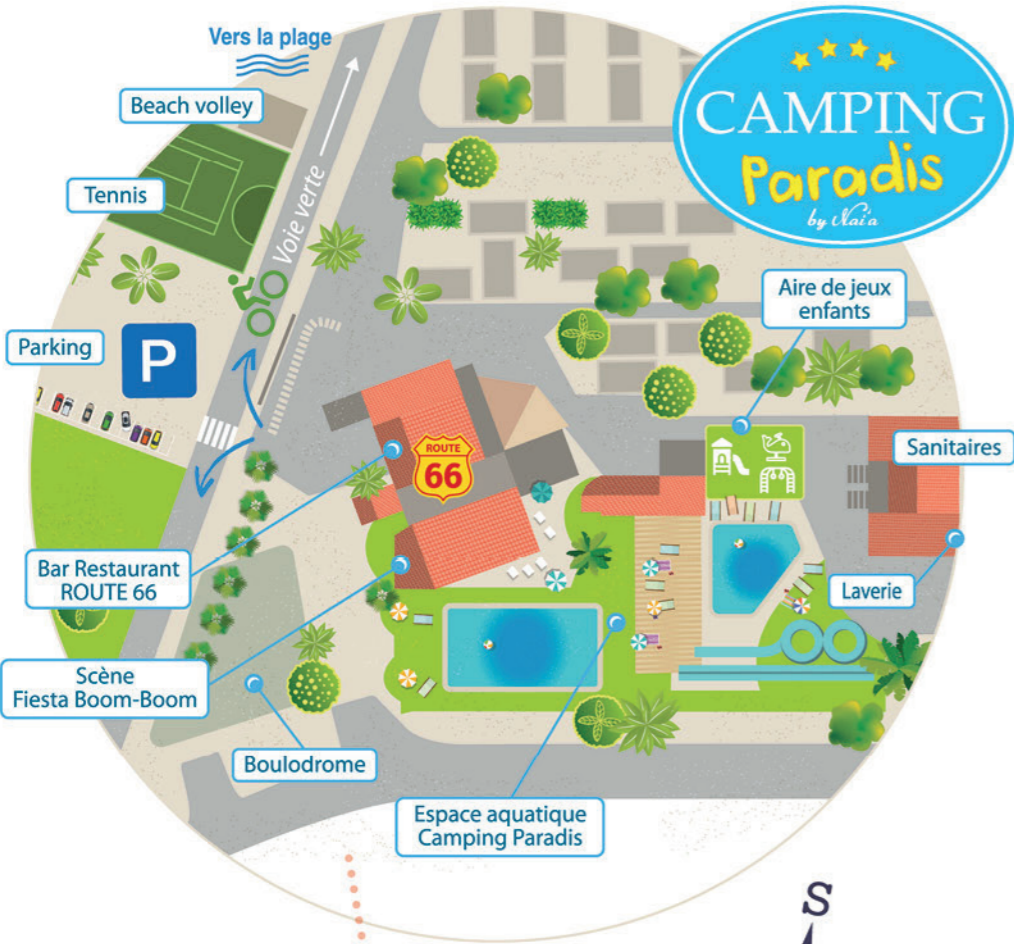 Vers la plage
Beach volley
Tennis
Voie verte
Parking
P
CAMPING
Paradis
by Nai'a
Aire de jeux
enfants
ROUTE
66
Sanitaires
Bar Restaurant
ROUTE 66
Laverie
Scène
Fiesta Boom-Boom
Boulodrome
Espace aquatique
Camping Paradis
S